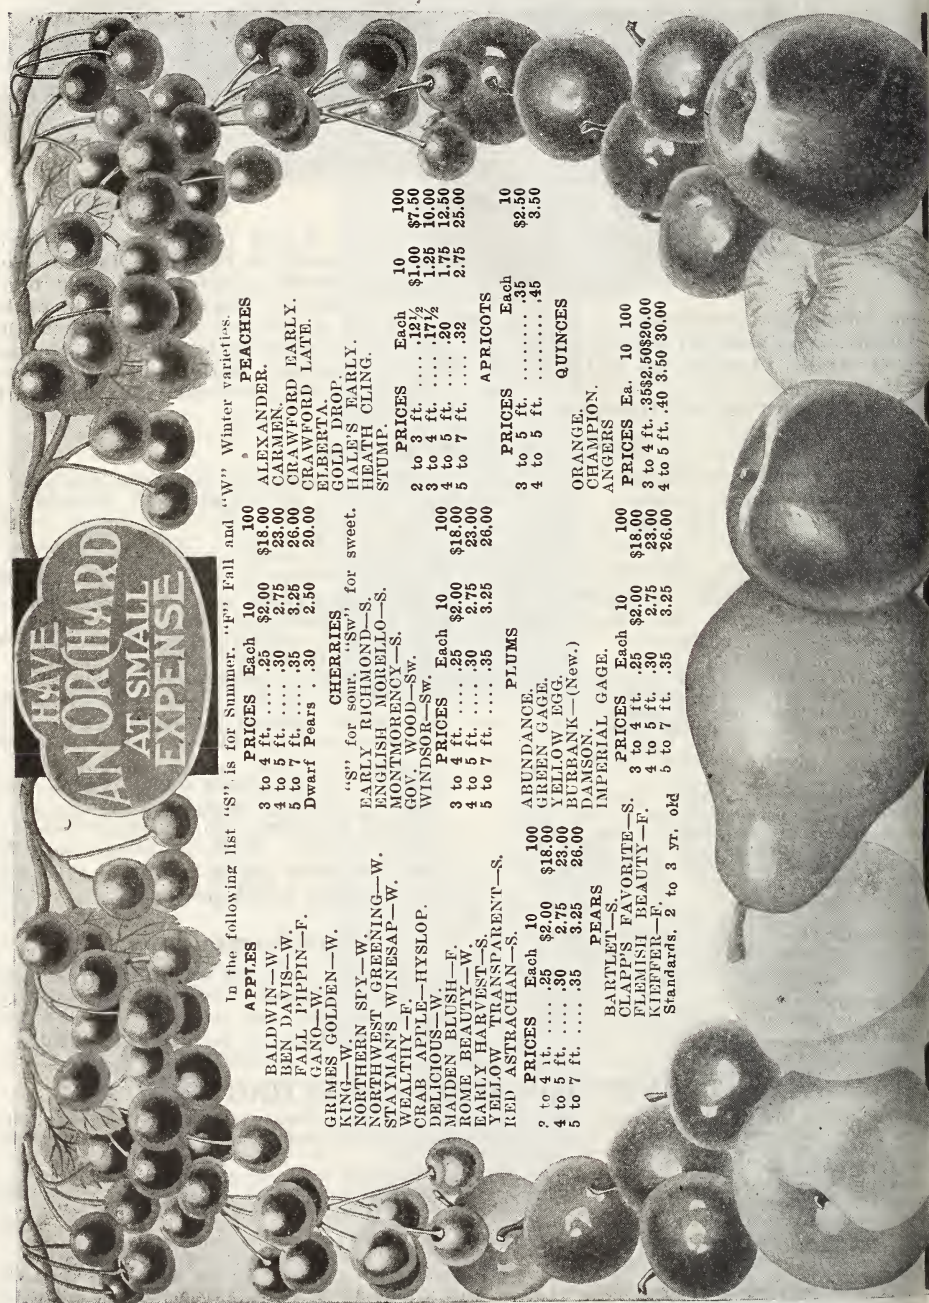 HAVE
AN ORCHARD
AT SMALL
EXPENSE
In the following list "S" is for Summer, "F" Fall and "W" Winter varieties.
APPLES
BALDWIN—W.
BEN DAVIS—W.
FALL PIPPIN—F.
GANO—W.
GRIMES GOLDEN—W.
KING—W.
NORTHERN SPY—W.
NORTHWEST GREENING—W.
STAYMAN'S WINESAP—W.
WEALTHY—F.
CRAB APPLE—HYSLOP.
DELICIOUS—W.
MAIDEN BLUSH—F.
ROME BEAUTY—W.
EARLY HARVEST—S.
YELLOW TRANSPARENT—S.
RED ASTRACHAN—S.
PRICES Each 10 100
to 4 ft. .... .25 $2.00 $18.00
4 to 5 ft. .... .30 2.75 23.00
5 to 7 ft. .... .35 3.25 26.00
PEARS
BARTLET—S.
CLAPP'S FAVORITE—S.
FLEMISH BEAUTY—F.
KIEFFER—F.
Standards, 2 to 3 yr. old
PRICES Each 10 100
3 to 4 ft. ..... .25 $2.00 $18.00
4 to 5 ft. ..... .30 2.75 23.00
5 to 7 ft. ..... .35 3.25 26.00
Dwarf Pears . .30 2.50 20.00
CHERRIES
"S" for sour. "Sw" for sweet.
EARLY RICHMOND—S.
ENGLISH MORELLO—S.
MONTMORENCY—S.
GOV. WOOD—Sw.
WINDSOR—Sw.
PRICES Each 10 100
3 to 4 ft. ..... .25 $2.00 $18.00
4 to 5 ft. ..... .30 2.75 23.00
5 to 7 ft. ..... .35 3.25 26.00
PLUMS
ABUNDANCE.
GREEN GAGE.
YELLOW EGG.
BURBANK—(New.)
DAMSON.
IMPERIAL GAGE.
PRICES Each 10 100
3 to 4 ft. .25 $2.00 $18.00
4 to 5 ft. .30 2.75 23.00
5 to 7 ft. .35 3.25 26.00
PEACHES
ALEXANDER.
CARMEN.
CRAWFORD EARLY.
CRAWFORD LATE.
ELBERTA.
GOLD DROP.
HALE'S EARLY.
HEATH CLING.
STUMP.
PRICES Each 10 100
2 to 3 ft. .... .12½ $1.00 $7.50
3 to 4 ft. .... .17½ 1.25 10.00
4 to 5 ft. .... .20 1.75 12.50
5 to 7 ft. .... .32 2.75 25.00
APRICOTS
PRICES Each 10
3 to 5 ft. ........ .35 $2.50
4 to 5 ft. ........ .45 3.50
QUINCES
ORANGE.
CHAMPION.
ANGERS
PRICES Ea. 10 100
3 to 4 ft. .35$2.50$20.00
4 to 5 ft. .40 3.50 30.00